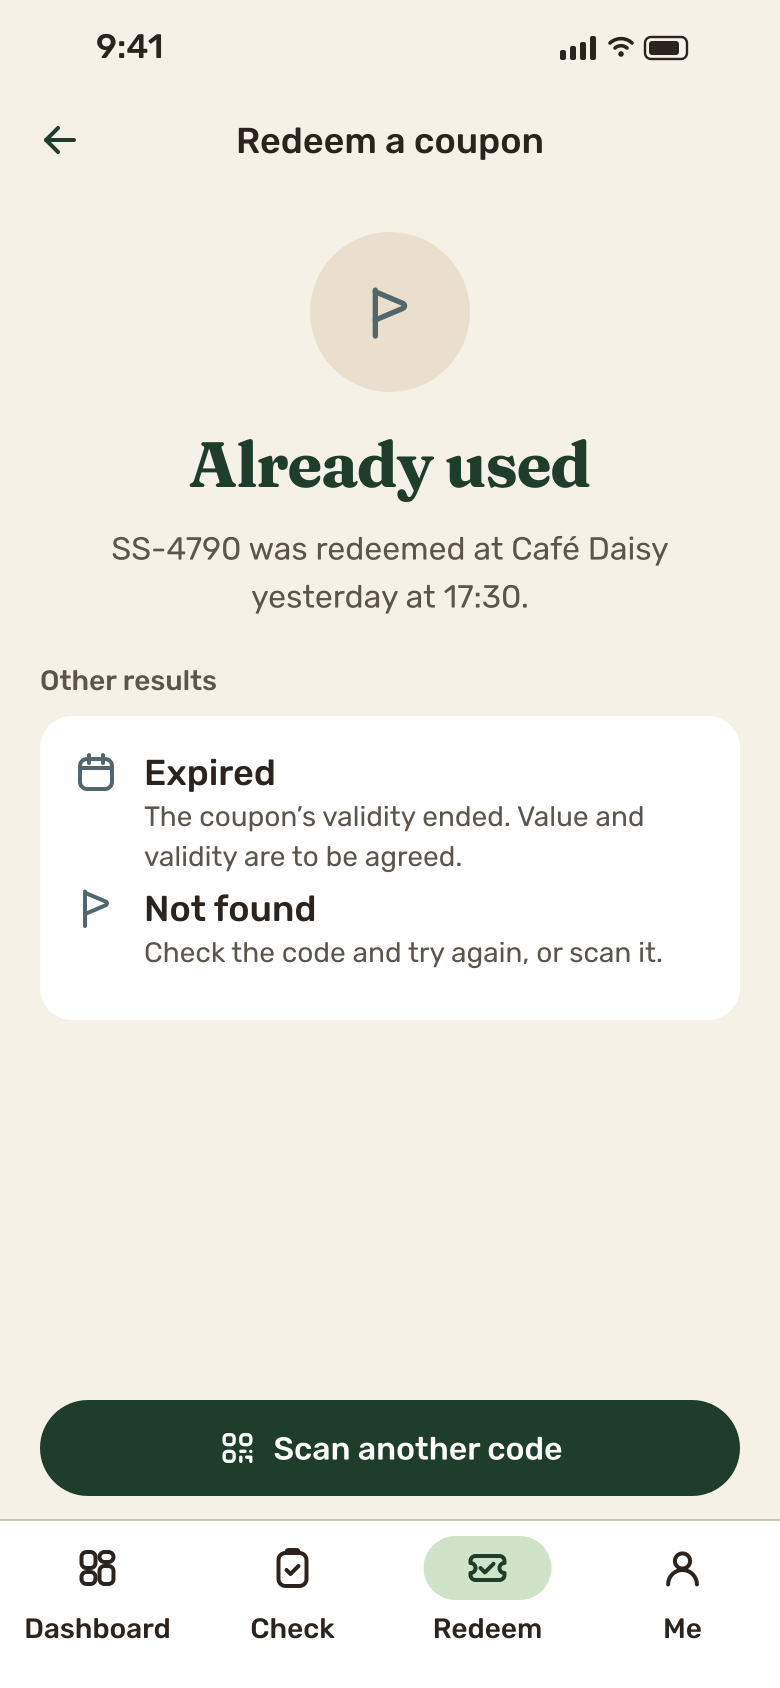 9:41
Redeem a coupon
Already used
SS-4790 was redeemed at Café Daisy
yesterday at 17:30.
Other results
Expired
The coupon’s validity ended. Value and
validity are to be agreed.
Not found
Check the code and try again, or scan it.
Scan another code
Dashboard
Check
Redeem
Me